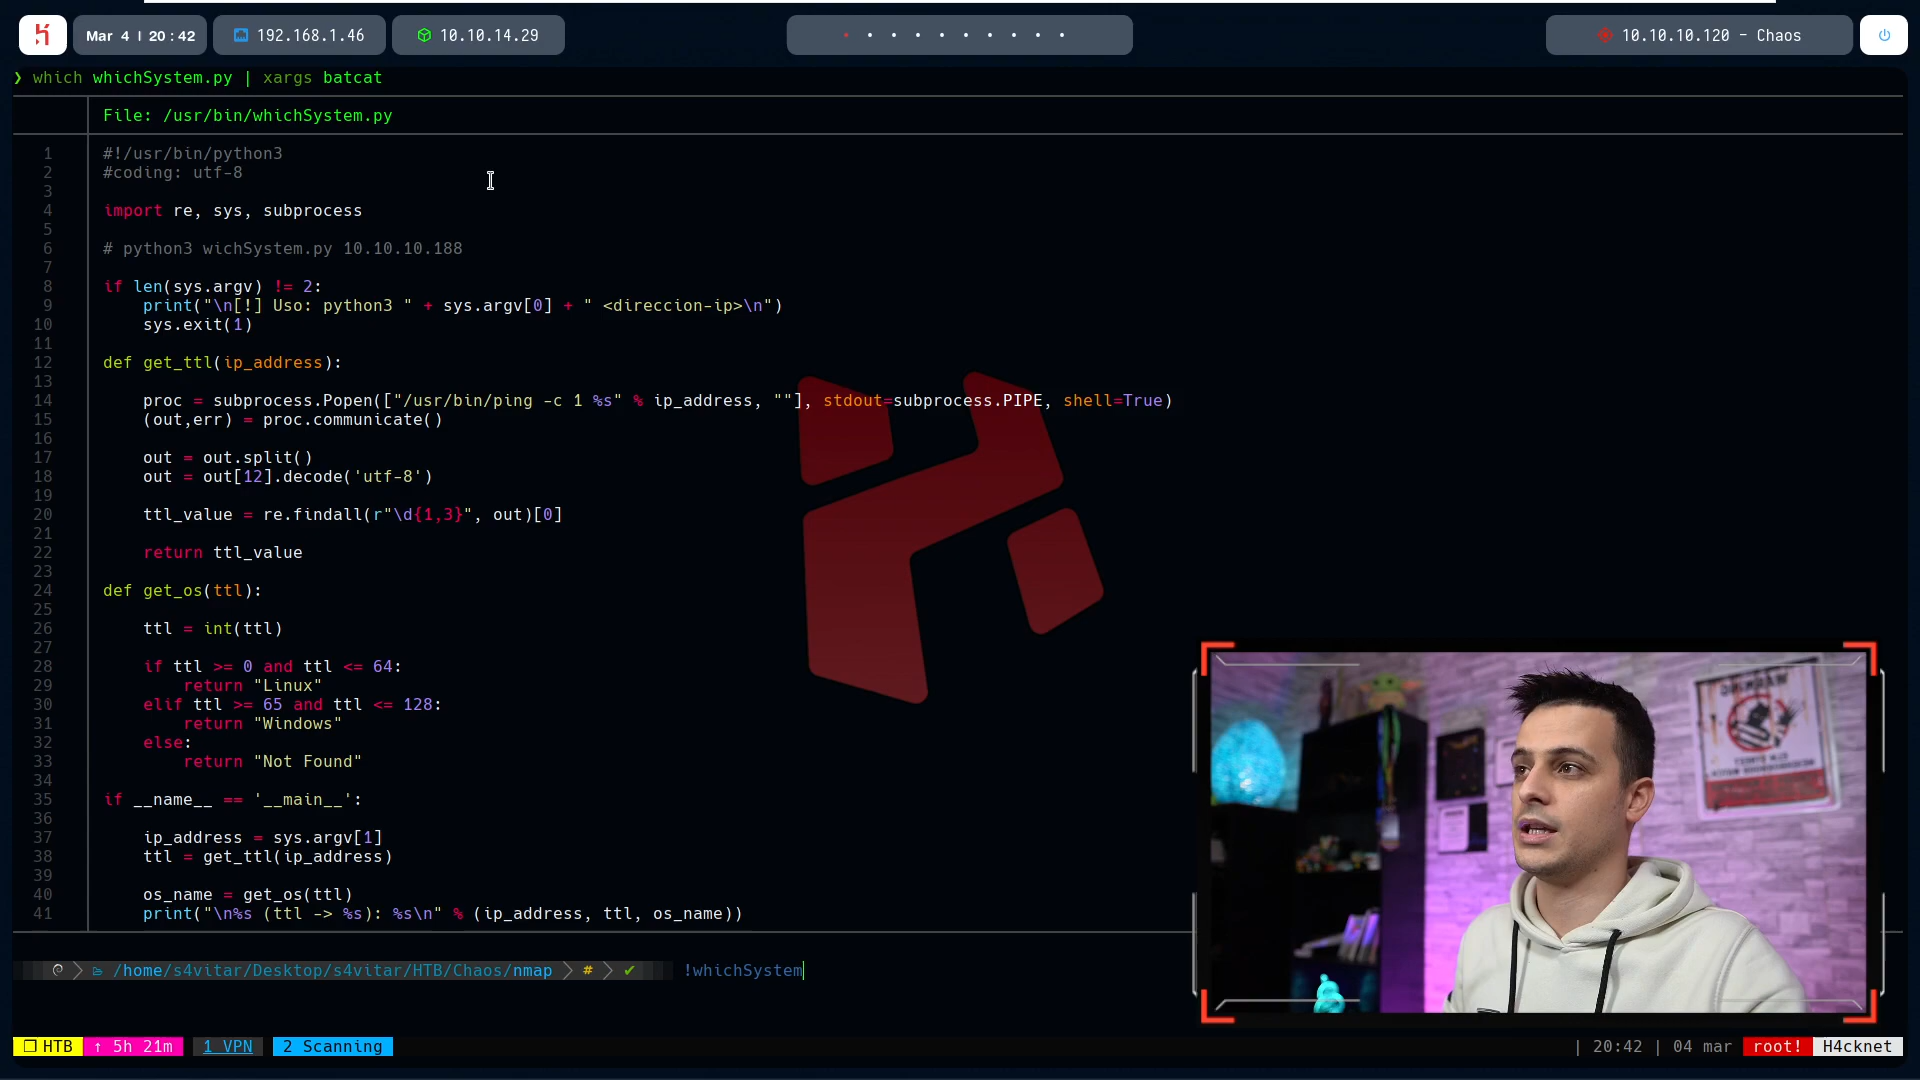 Mar 4 | 20:42
192.168.1.46
10.10.14.29
10.10.10.120 - Chaos
❯ which whichSystem.py | xargs batcat
File: /usr/bin/whichSystem.py
1 #!/usr/bin/python3
2 #coding: utf-8
3
4 import re, sys, subprocess
5
6 # python3 wichSystem.py 10.10.10.188
7
8 if len(sys.argv) != 2:
9     print("\n[!] Uso: python3 " + sys.argv[0] + " <direccion-ip>\n")
10     sys.exit(1)
11
12 def get_ttl(ip_address):
13
14     proc = subprocess.Popen(["/usr/bin/ping -c 1 %s" % ip_address, ""], stdout=subprocess.PIPE, shell=True)
15     (out,err) = proc.communicate()
16
17     out = out.split()
18     out = out[12].decode('utf-8')
19
20     ttl_value = re.findall(r"\d{1,3}", out)[0]
21
22     return ttl_value
23
24 def get_os(ttl):
25
26     ttl = int(ttl)
27
28     if ttl >= 0 and ttl <= 64:
29         return "Linux"
30     elif ttl >= 65 and ttl <= 128:
31         return "Windows"
32     else:
33         return "Not Found"
34
35 if __name__ == '__main__':
36
37     ip_address = sys.argv[1]
38     ttl = get_ttl(ip_address)
39
40     os_name = get_os(ttl)
41     print("\n%s (ttl -> %s): %s\n" % (ip_address, ttl, os_name))
/home/s4vitar/Desktop/s4vitar/HTB/Chaos/nmap # ✔ !whichSystem
HTB ↑ 5h 21m 1 VPN 2 Scanning | 20:42 | 04 mar root! H4cknet